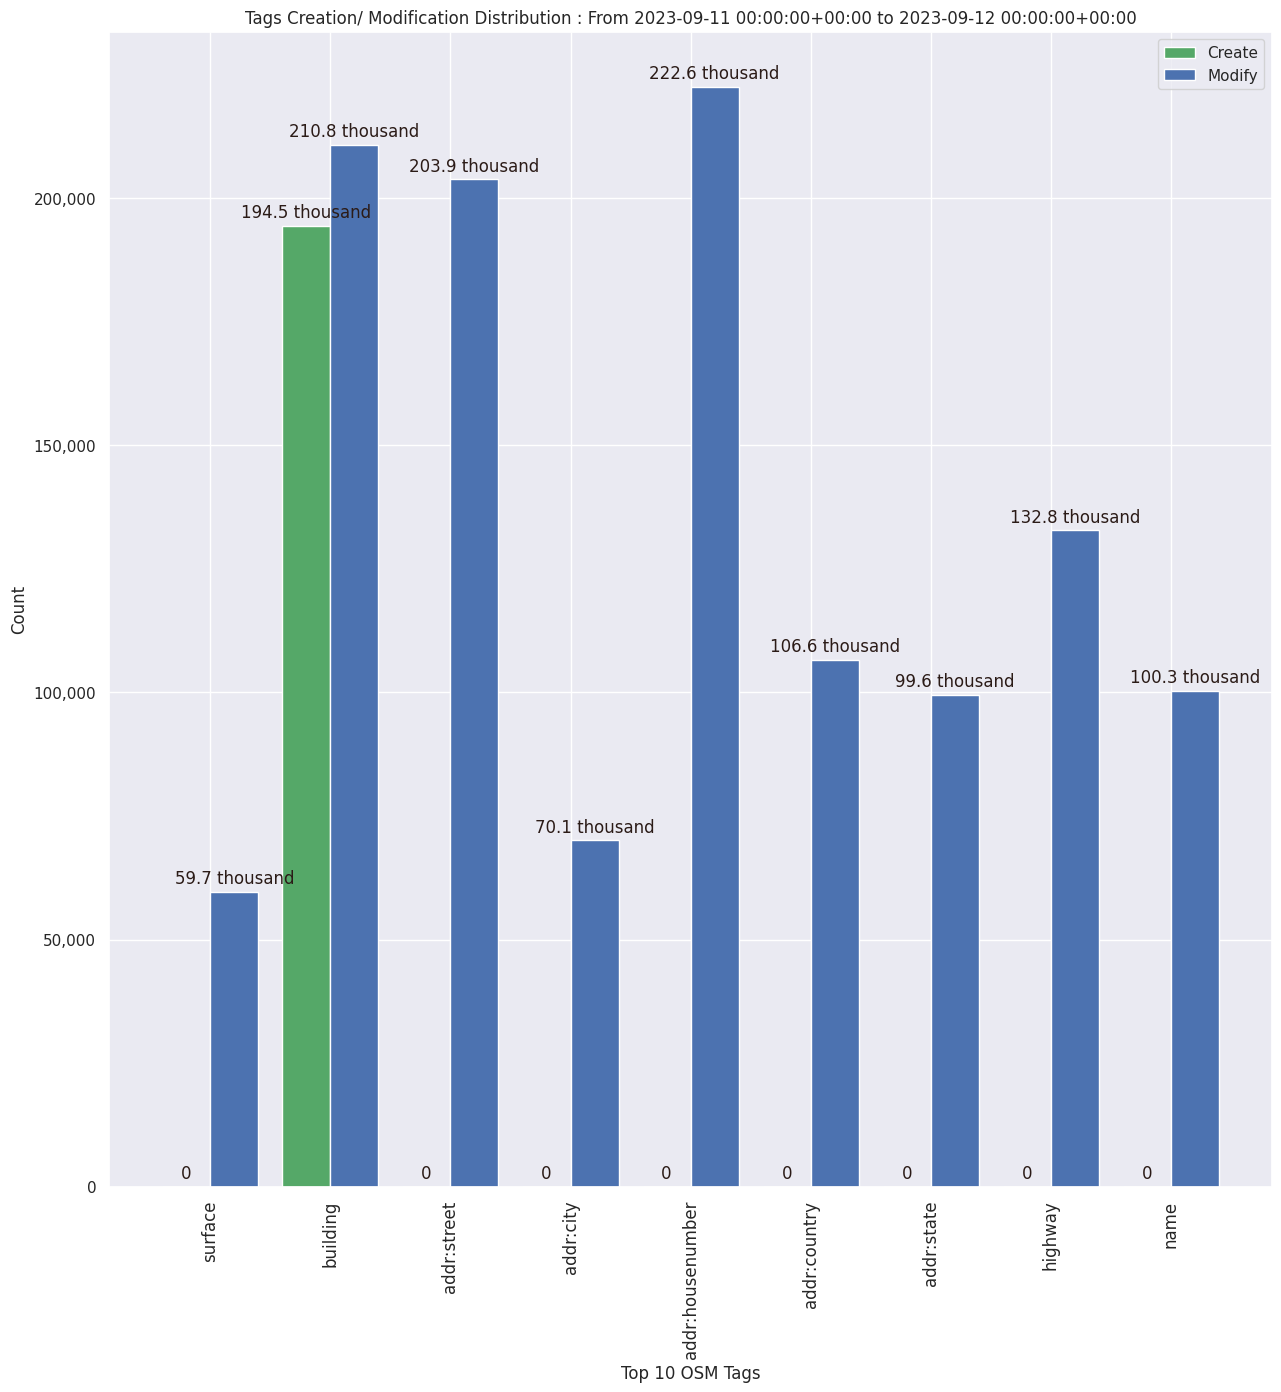 Tags Creation/ Modification Distribution : From 2023-09-11 00:00:00+00:00 to 2023-09-12 00:00:00+00:00
Create
Modify
222.6 thousand
210.8 thousand
203.9 thousand
194.5 thousand
132.8 thousand
106.6 thousand
99.6 thousand
100.3 thousand
70.1 thousand
59.7 thousand
0
0
0
0
0
0
0
0
200,000
150,000
100,000
50,000
0
Count
surface
building
addr:street
addr:city
addr:housenumber
addr:country
addr:state
highway
name
Top 10 OSM Tags